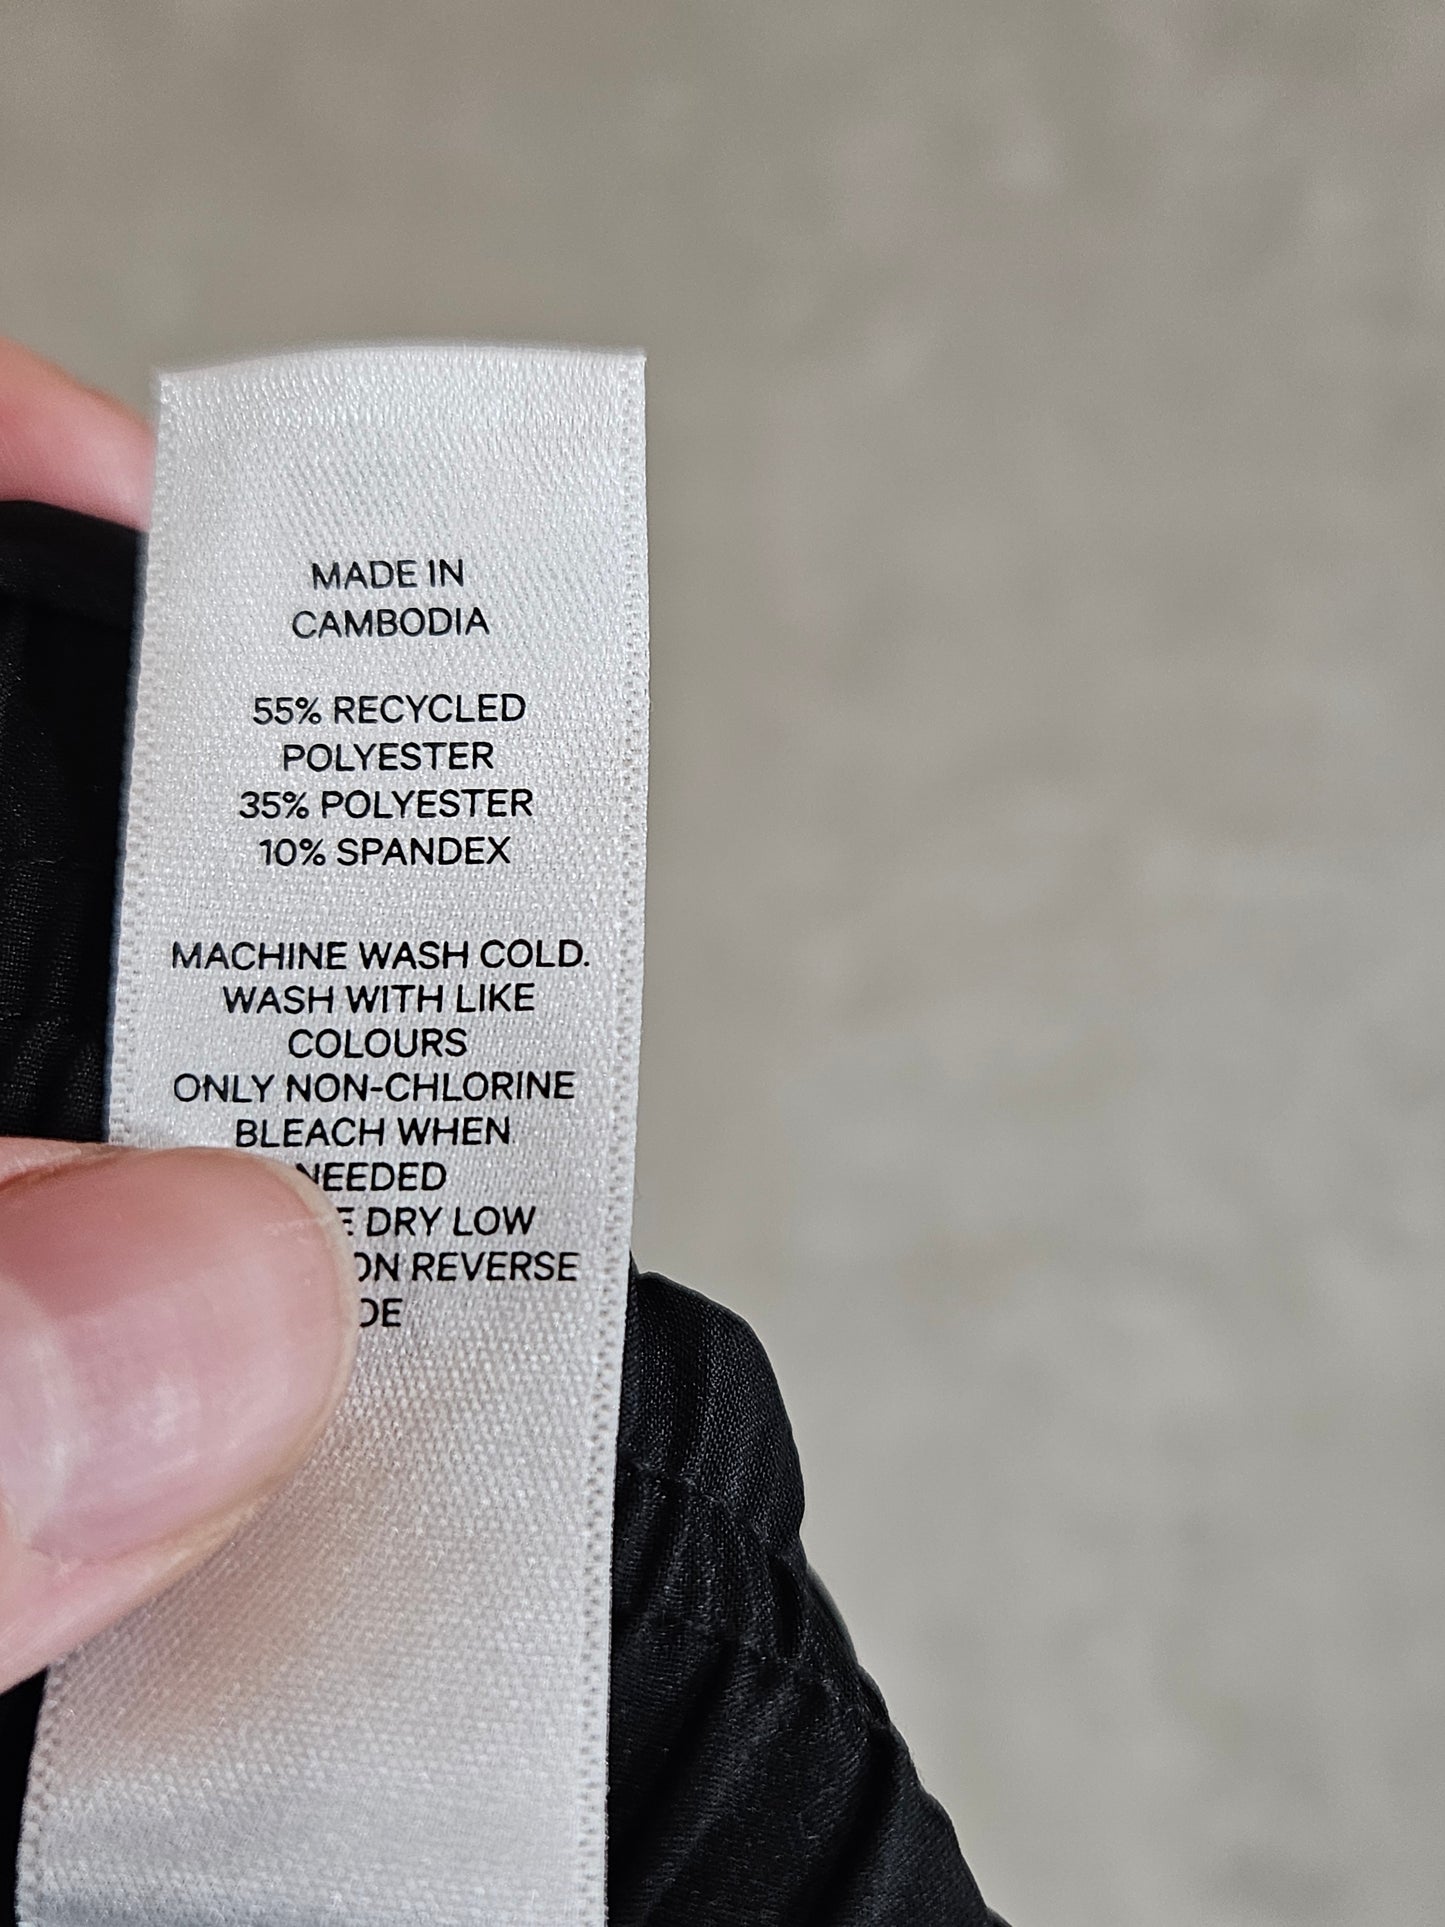 MADE IN
CAMBODIA
55% RECYCLED
POLYESTER
35% POLYESTER
10% SPANDEX
MACHINE WASH COLD.
WASH WITH LIKE
COLOURS
ONLY NON-CHLORINE
BLEACH WHEN
NEEDED
DRY LOW
ON REVERSE